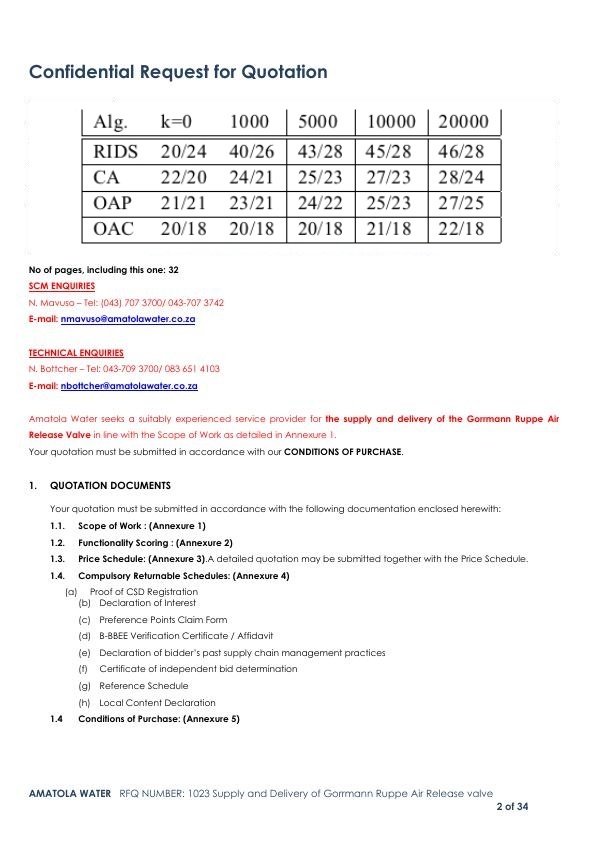 Confidential Request for Quotation
Alg. k=0 1000 5000 10000 20000
RIDS 20/24 40/26 43/28 45/28 46/28
CA 22/20 24/21 25/23 27/23 28/24
OAP 21/21 23/21 24/22 25/23 27/25
OAC 20/18 20/18 20/18 21/18 22/18
No of pages, including this one: 32
SCM ENQUIRIES
N. Mavuso – Tel: (043) 707 3700/ 043-707 3742
E-mail: nmavuso@amatolawater.co.za
TECHNICAL ENQUIRIES
N. Bottcher – Tel: 043-709 3700/ 083 651 4103
E-mail: nbottcher@amatolawater.co.za
Amatola Water seeks a suitably experienced service provider for the supply and delivery of the Gorrmann Ruppe Air
Release Valve in line with the Scope of Work as detailed in Annexure 1.
Your quotation must be submitted in accordance with our CONDITIONS OF PURCHASE.
1. QUOTATION DOCUMENTS
Your quotation must be submitted in accordance with the following documentation enclosed herewith:
1.1. Scope of Work : (Annexure 1)
1.2. Functionality Scoring : (Annexure 2)
1.3. Price Schedule: (Annexure 3).A detailed quotation may be submitted together with the Price Schedule.
1.4. Compulsory Returnable Schedules: (Annexure 4)
(a) Proof of CSD Registration
(b) Declaration of Interest
(c) Preference Points Claim Form
(d) B-BBEE Verification Certificate / Affidavit
(e) Declaration of bidder's past supply chain management practices
(f) Certificate of independent bid determination
(g) Reference Schedule
(h) Local Content Declaration
1.4 Conditions of Purchase: (Annexure 5)
AMATOLA WATER RFQ NUMBER: 1023 Supply and Delivery of Gorrmann Ruppe Air Release valve
2 of 34